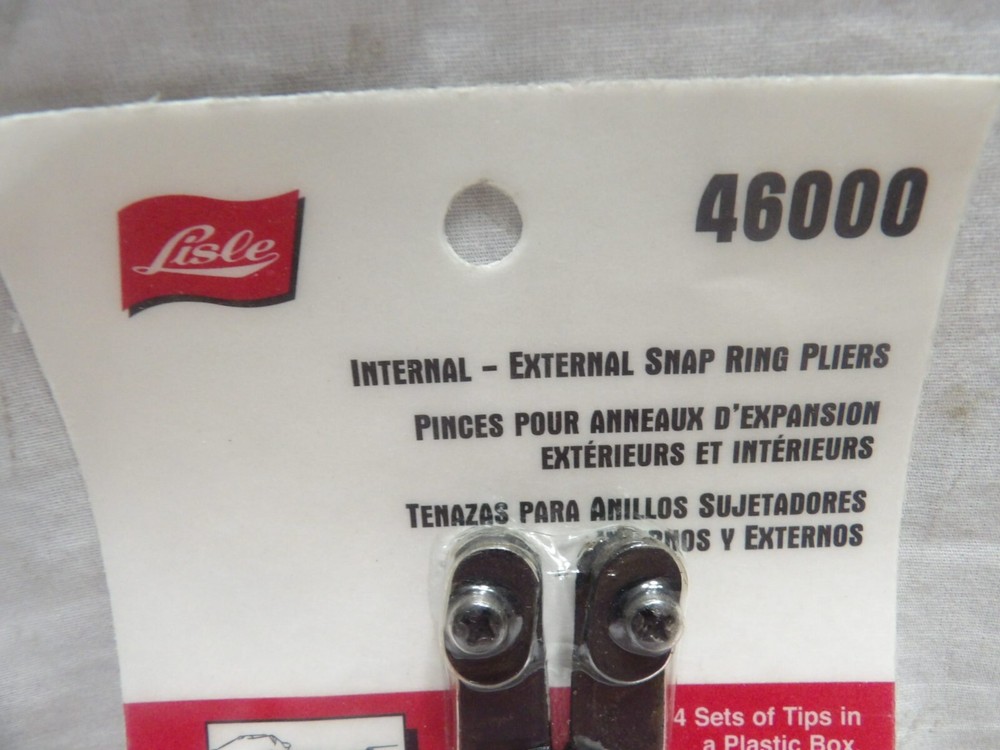 Lisle
46000
INTERNAL - EXTERNAL SNAP RING PLIERS
PINCES POUR ANNEAUX D'EXPANSION
EXTÉRIEURS ET INTÉRIEURS
TENAZAS PARA ANILLOS SUJETADORES
Y EXTERNOS
4 Sets of Tips in
a Plastic Box